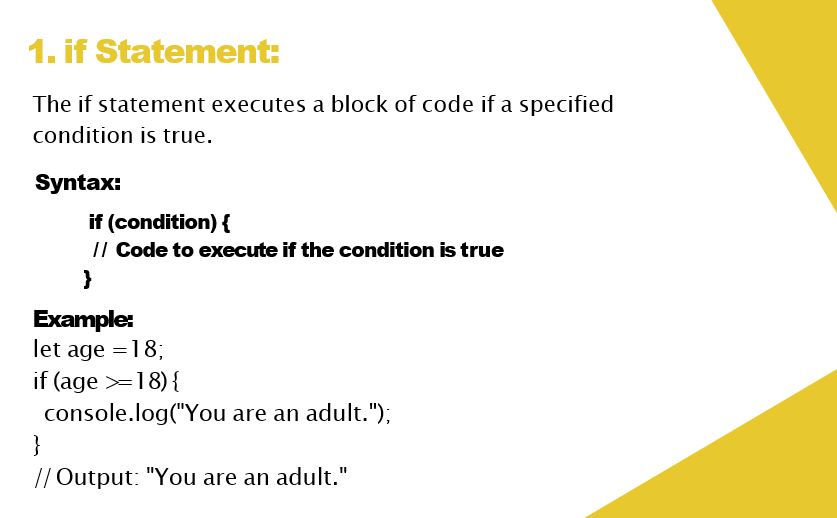 1. if Statement:
The if statement executes a block of code if a specified
condition is true.
Syntax:
if (condition) {
// Code to execute if the condition is true
}
Example:
let age =18;
if (age >=18) {
console.log("You are an adult.");
}
// Output: "You are an adult."